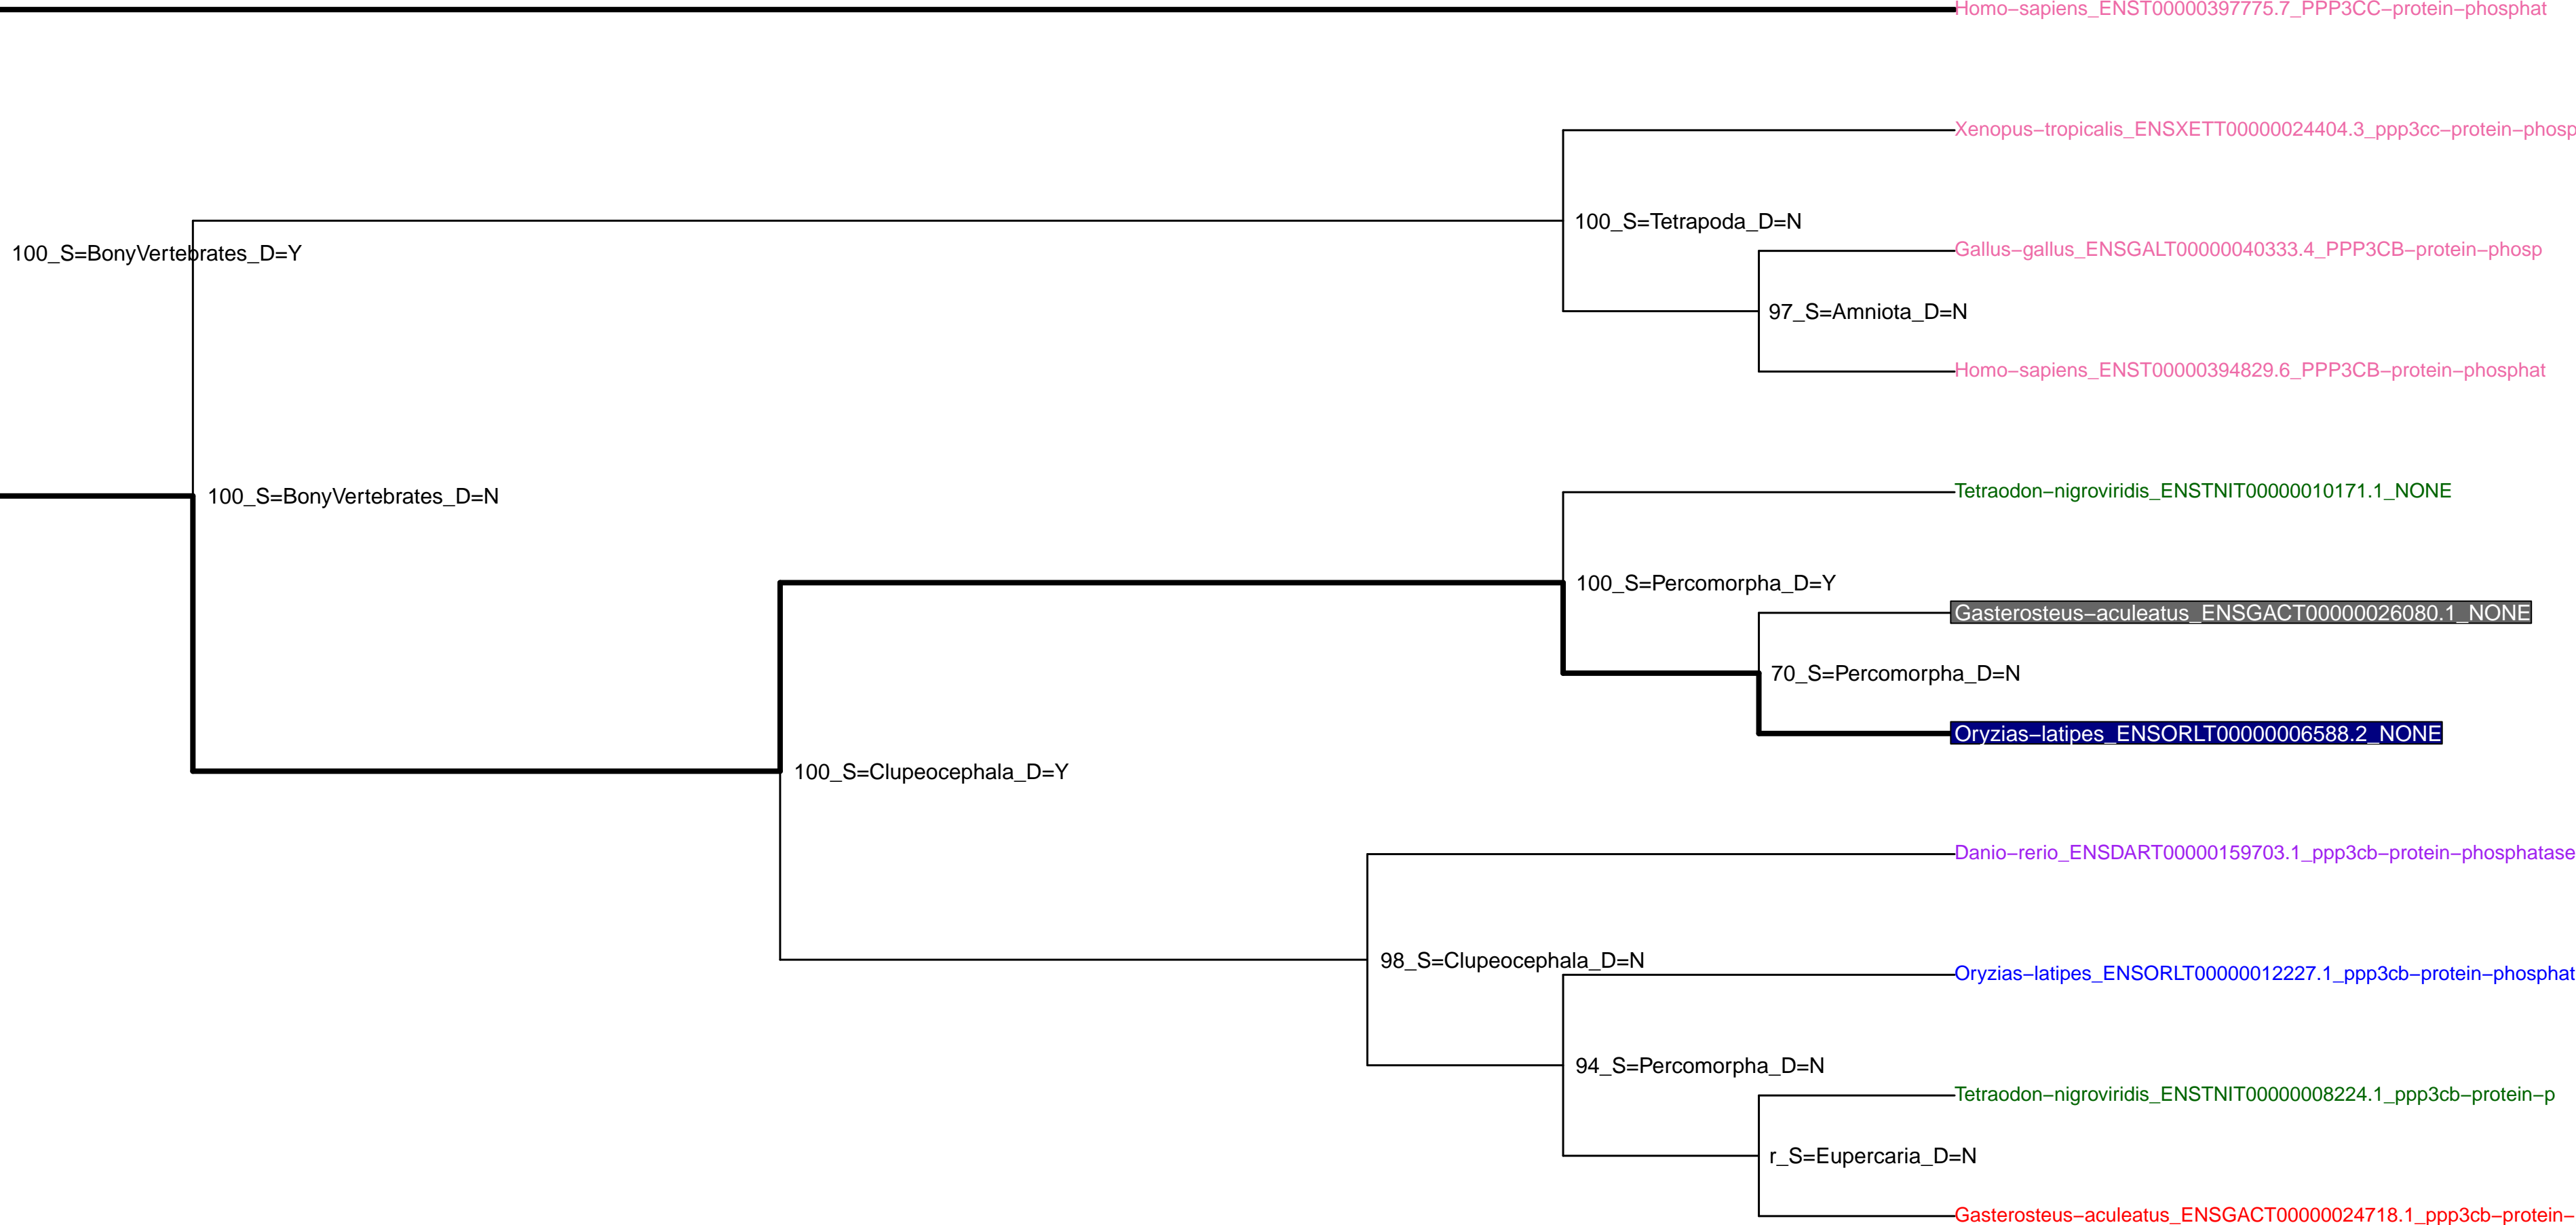 Homo−sapiens_ENST00000397775.7_PPP3CC−protein−phosphat
Xenopus−tropicalis_ENSXETT00000024404.3_ppp3cc−protein−phosp
100_S=Tetrapoda_D=N
100_S=BonyVertebrates_D=Y
Gallus−gallus_ENSGALT00000040333.4_PPP3CB−protein−phosp
97_S=Amniota_D=N
Homo−sapiens_ENST00000394829.6_PPP3CB−protein−phosphat
Tetraodon−nigroviridis_ENSTNIT00000010171.1_NONE
100_S=BonyVertebrates_D=N
100_S=Percomorpha_D=Y
Gasterosteus−aculeatus_ENSGACT00000026080.1_NONE
70_S=Percomorpha_D=N
Oryzias−latipes_ENSORLT00000006588.2_NONE
100_S=Clupeocephala_D=Y
Danio−rerio_ENSDART00000159703.1_ppp3cb−protein−phosphatase
98_S=Clupeocephala_D=N
Oryzias−latipes_ENSORLT00000012227.1_ppp3cb−protein−phosphat
94_S=Percomorpha_D=N
Tetraodon−nigroviridis_ENSTNIT00000008224.1_ppp3cb−protein−p
r_S=Eupercaria_D=N
Gasterosteus−aculeatus_ENSGACT00000024718.1_ppp3cb−protein−